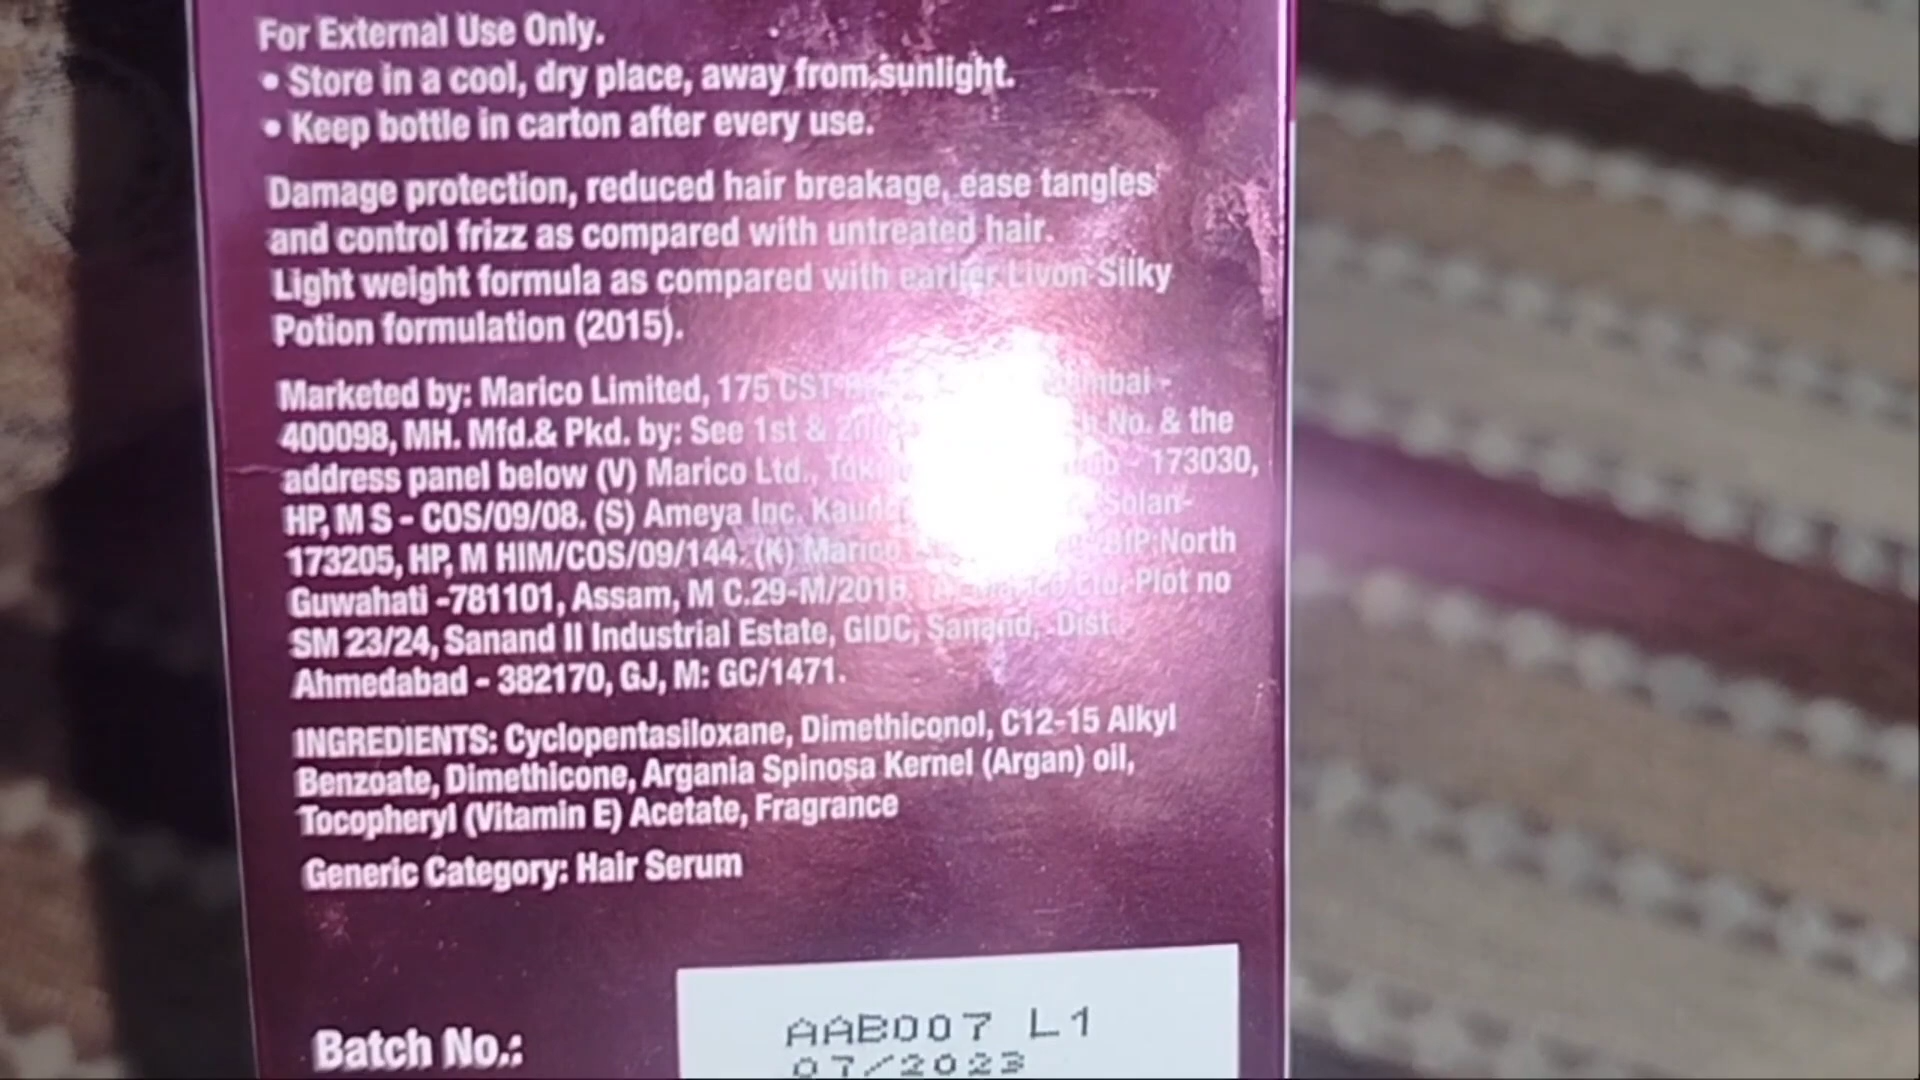 For External Use Only.
• Store in a cool, dry place, away from sunlight.
• Keep bottle in carton after every use.
Damage protection, reduced hair breakage, ease tangles
and control frizz as compared with untreated hair.
Light weight formula as compared with earlier Livon Silky
Potion formulation (2015).
Marketed by: Marico Limited, 175 CST
400098, MH. Mfd.& Pkd. by: See 1st & No. & the
address panel below (V) Marico Ltd., 173030,
HP, M S - COS/09/08. (S) Ameya Inc. Solan-
173205, HP, M HIM/COS/09/144. (K) Marico North
Guwahati -781101, Assam, M C.29-M/2016 Ltd. Plot no
SM 23/24, Sanand II Industrial Estate, GIDC, Sanand, Dist.
Ahmedabad - 382170, GJ, M: GC/1471.
INGREDIENTS: Cyclopentasiloxane, Dimethiconol, C12-15 Alkyl
Benzoate, Dimethicone, Argania Spinosa Kernel (Argan) oil,
Tocopheryl (Vitamin E) Acetate, Fragrance
Generic Category: Hair Serum
Batch No.: AAB007 L1
07/2023